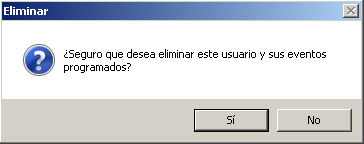 Eliminar
¿Seguro que desea eliminar este usuario y sus eventos
programados?
Sí
No